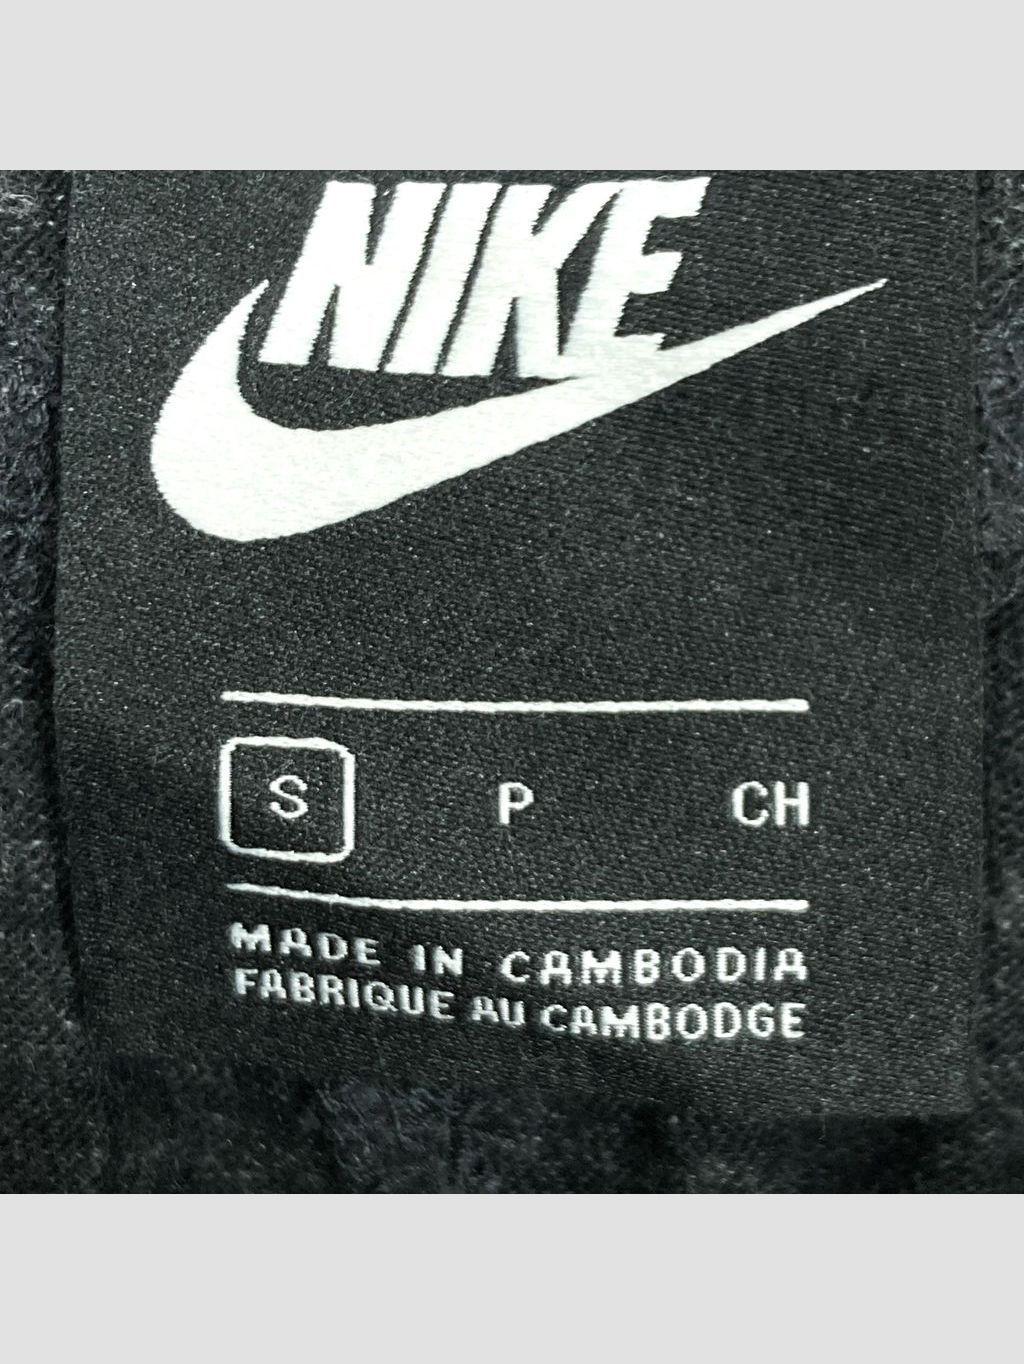 NIKE
S P CH
MADE IN CAMBODIA
FABRIQUE AU CAMBODGE